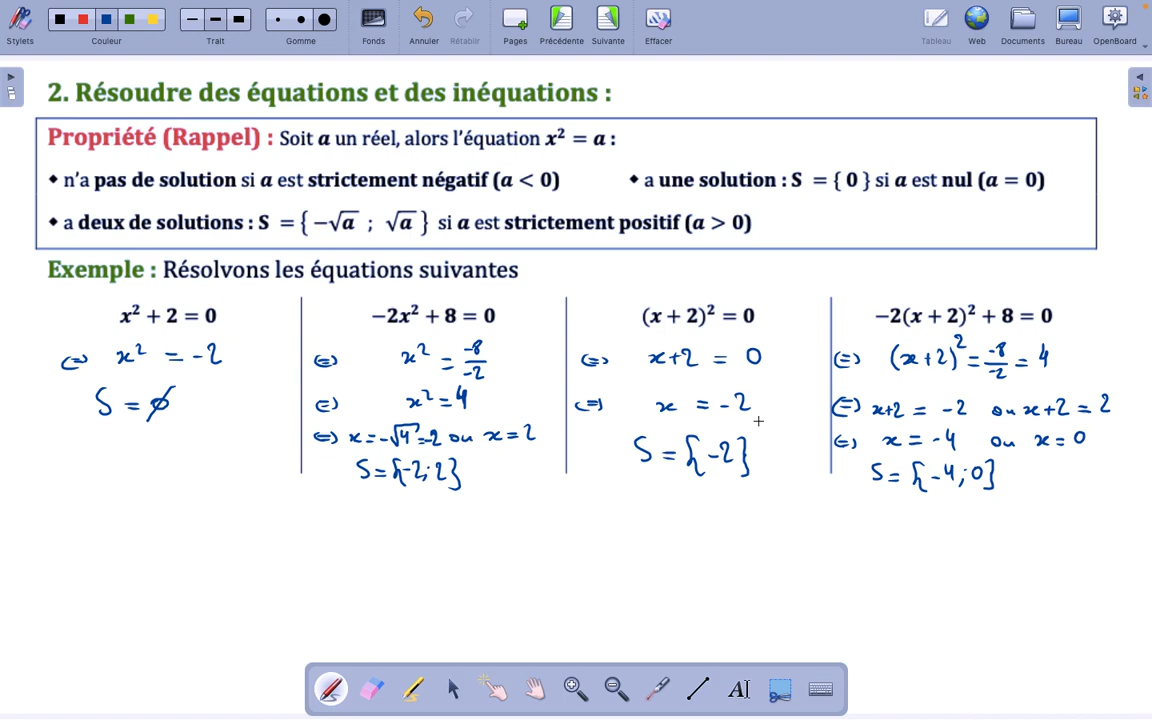 Stylets Couleur Trait Gomme Fonds Annuler Rétablir Pages Précédente Suivante Effacer Tableau Web Documents Bureau OpenBoard
2. Résoudre des équations et des inéquations :
Propriété (Rappel) : Soit a un réel, alors l'équation x² = a :
◆ n'a pas de solution si a est strictement négatif (a < 0)
◆ a une solution : S = { 0 } si a est nul (a = 0)
◆ a deux de solutions : S = { −√a ; √a } si a est strictement positif (a > 0)
Exemple : Résolvons les équations suivantes
x² + 2 = 0
⇔ x² = -2
S = ∅
−2x² + 8 = 0
⇔ x² = -8/-2
⇔ x² = 4
⇔ x = -√4 = -2 ou x = 2
S = {-2; 2}
(x + 2)² = 0
⇔ x+2 = 0
⇔ x = -2
S = {-2}
−2(x + 2)² + 8 = 0
⇔ (x+2)² = -8/-2 = 4
⇔ x+2 = -2 ou x+2 = 2
⇔ x = -4 ou x = 0
S = {-4; 0}